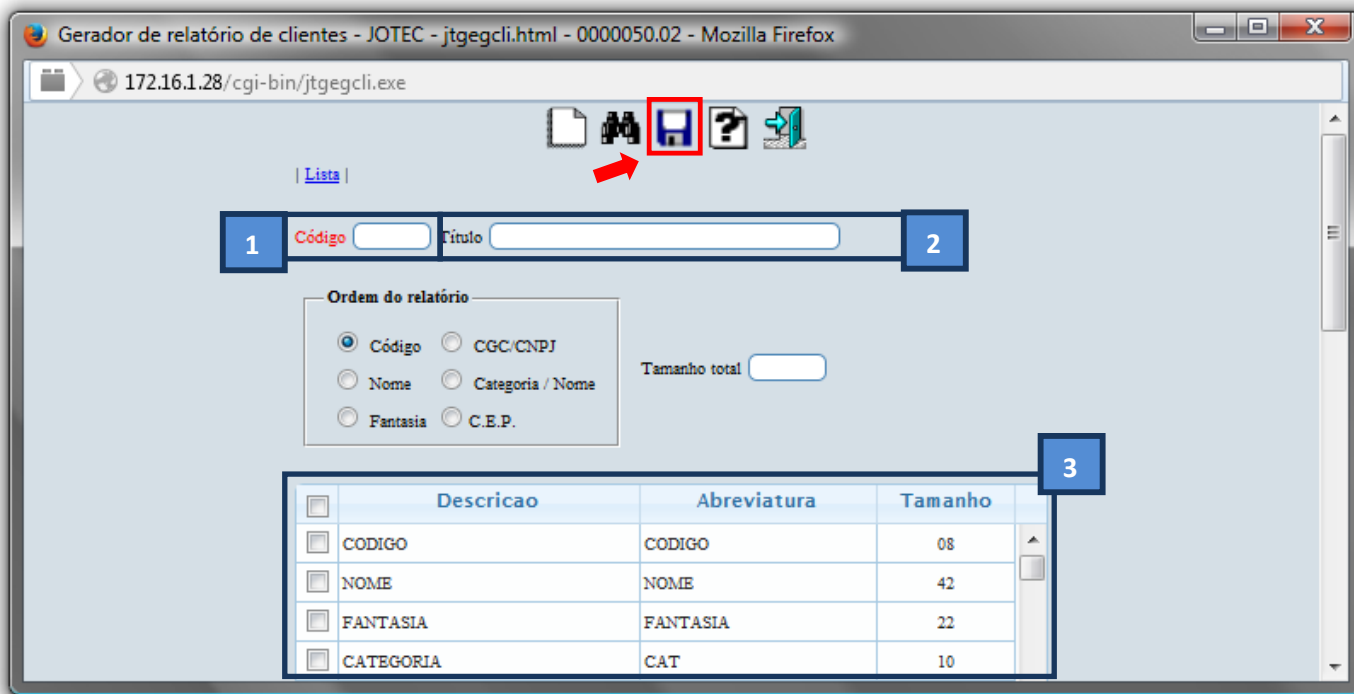 Gerador de relatório de clientes - JOTEC - jtgegcli.html - 0000050.02 - Mozilla Firefox
172.16.1.28/cgi-bin/jtgegcli.exe
| Lista |
1 Código Título 2
Ordem do relatório
Código CGC/CNPJ
Nome Categoria / Nome
Tamanho total
Fantasia C.E.P.
3
Descricao Abreviatura Tamanho
CODIGO CODIGO 08
NOME NOME 42
FANTASIA FANTASIA 22
CATEGORIA CAT 10